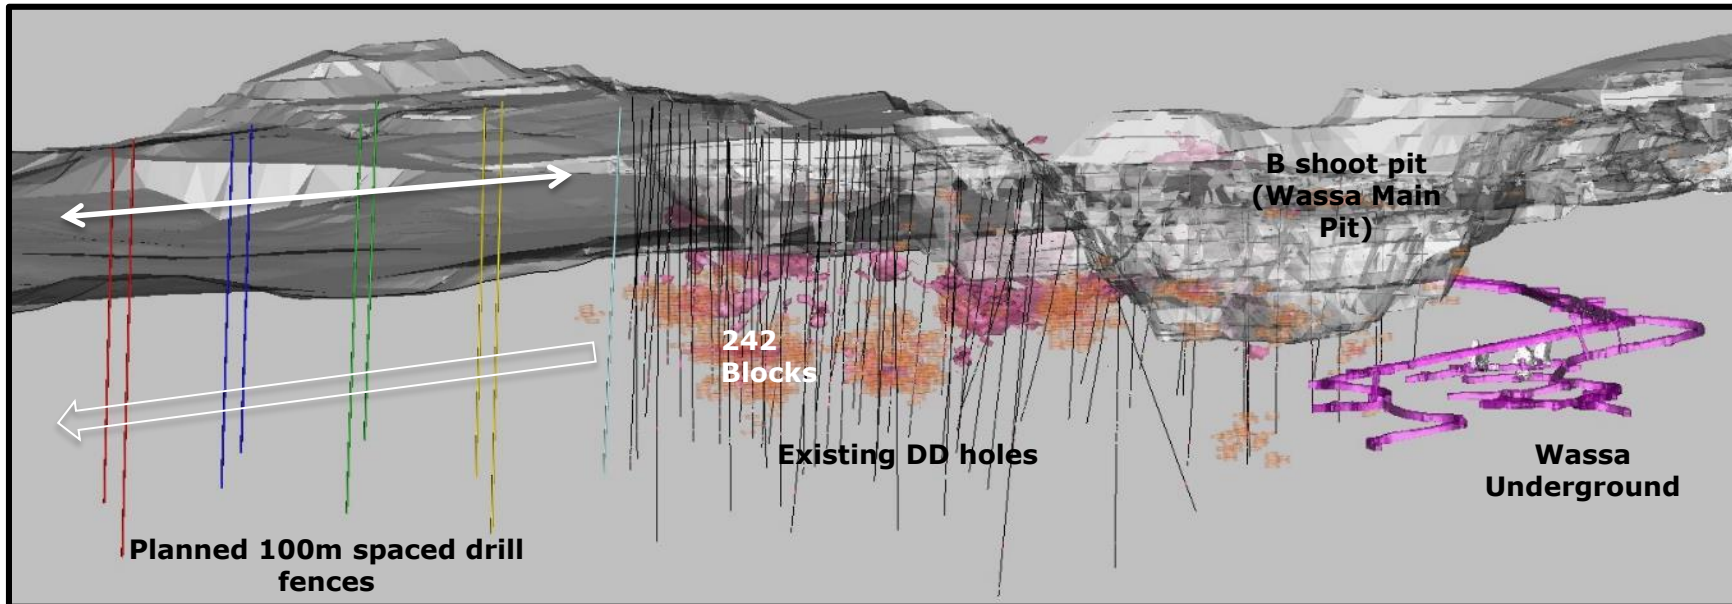 B shoot pit
(Wassa Main
Pit)
242
Blocks
Existing DD holes
Wassa
Underground
Planned 100m spaced drill
fences